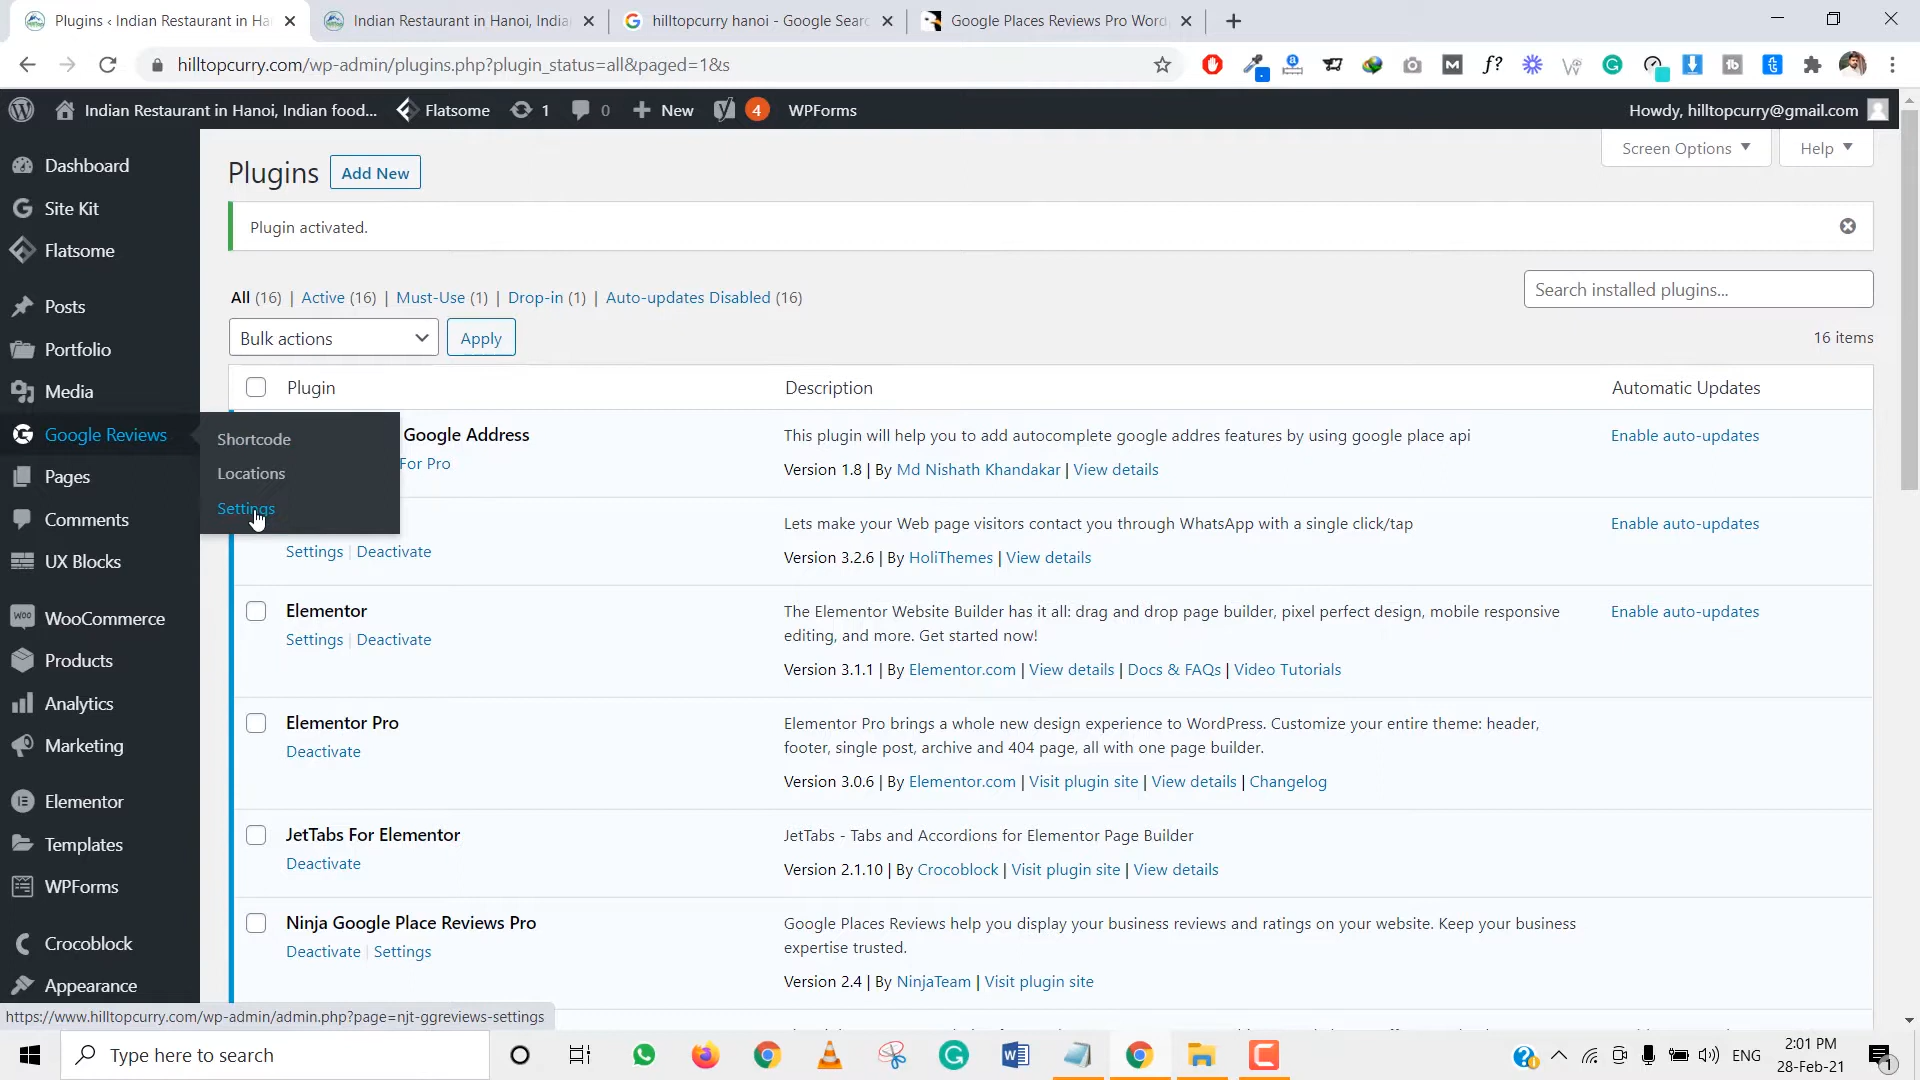 Plugins ‹ Indian Restaurant in Ha
Indian Restaurant in Hanoi, India
hilltopcurry hanoi - Google Searc
Google Places Reviews Pro Word
hilltopcurry.com/wp-admin/plugins.php?plugin_status=all&paged=1&s
Indian Restaurant in Hanoi, Indian food...
Flatsome
1
0
New
4
WPForms
Howdy, hilltopcurry@gmail.com
Dashboard
Site Kit
Flatsome
Posts
Portfolio
Media
Google Reviews
Shortcode
Locations
Settings
Pages
Comments
UX Blocks
WooCommerce
Products
Analytics
Marketing
Elementor
Templates
WPForms
Crocoblock
Appearance
Screen Options
Help
Plugins
Add New
Plugin activated.
All (16) | Active (16) | Must-Use (1) | Drop-in (1) | Auto-updates Disabled (16)
Search installed plugins...
Bulk actions
Apply
16 items
Plugin
Description
Automatic Updates
Google Address
For Pro
This plugin will help you to add autocomplete google addres features by using google place api
Version 1.8 | By Md Nishath Khandakar | View details
Enable auto-updates
Settings | Deactivate
Lets make your Web page visitors contact you through WhatsApp with a single click/tap
Version 3.2.6 | By HoliThemes | View details
Enable auto-updates
Elementor
Settings | Deactivate
The Elementor Website Builder has it all: drag and drop page builder, pixel perfect design, mobile responsive
editing, and more. Get started now!
Version 3.1.1 | By Elementor.com | View details | Docs & FAQs | Video Tutorials
Enable auto-updates
Elementor Pro
Deactivate
Elementor Pro brings a whole new design experience to WordPress. Customize your entire theme: header,
footer, single post, archive and 404 page, all with one page builder.
Version 3.0.6 | By Elementor.com | Visit plugin site | View details | Changelog
JetTabs For Elementor
Deactivate
JetTabs - Tabs and Accordions for Elementor Page Builder
Version 2.1.10 | By Crocoblock | Visit plugin site | View details
Ninja Google Place Reviews Pro
Deactivate | Settings
Google Places Reviews help you display your business reviews and ratings on your website. Keep your business
expertise trusted.
Version 2.4 | By NinjaTeam | Visit plugin site
https://www.hilltopcurry.com/wp-admin/admin.php?page=njt-ggreviews-settings
Type here to search
ENG
2:01 PM
28-Feb-21
1